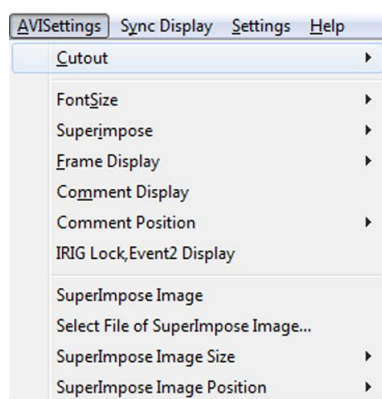 AVISettings Sync Display Settings Help
Cutout
FontSize
Superimpose
Frame Display
Comment Display
Comment Position
IRIG Lock,Event2 Display
SuperImpose Image
Select File of SuperImpose Image...
SuperImpose Image Size
SuperImpose Image Position